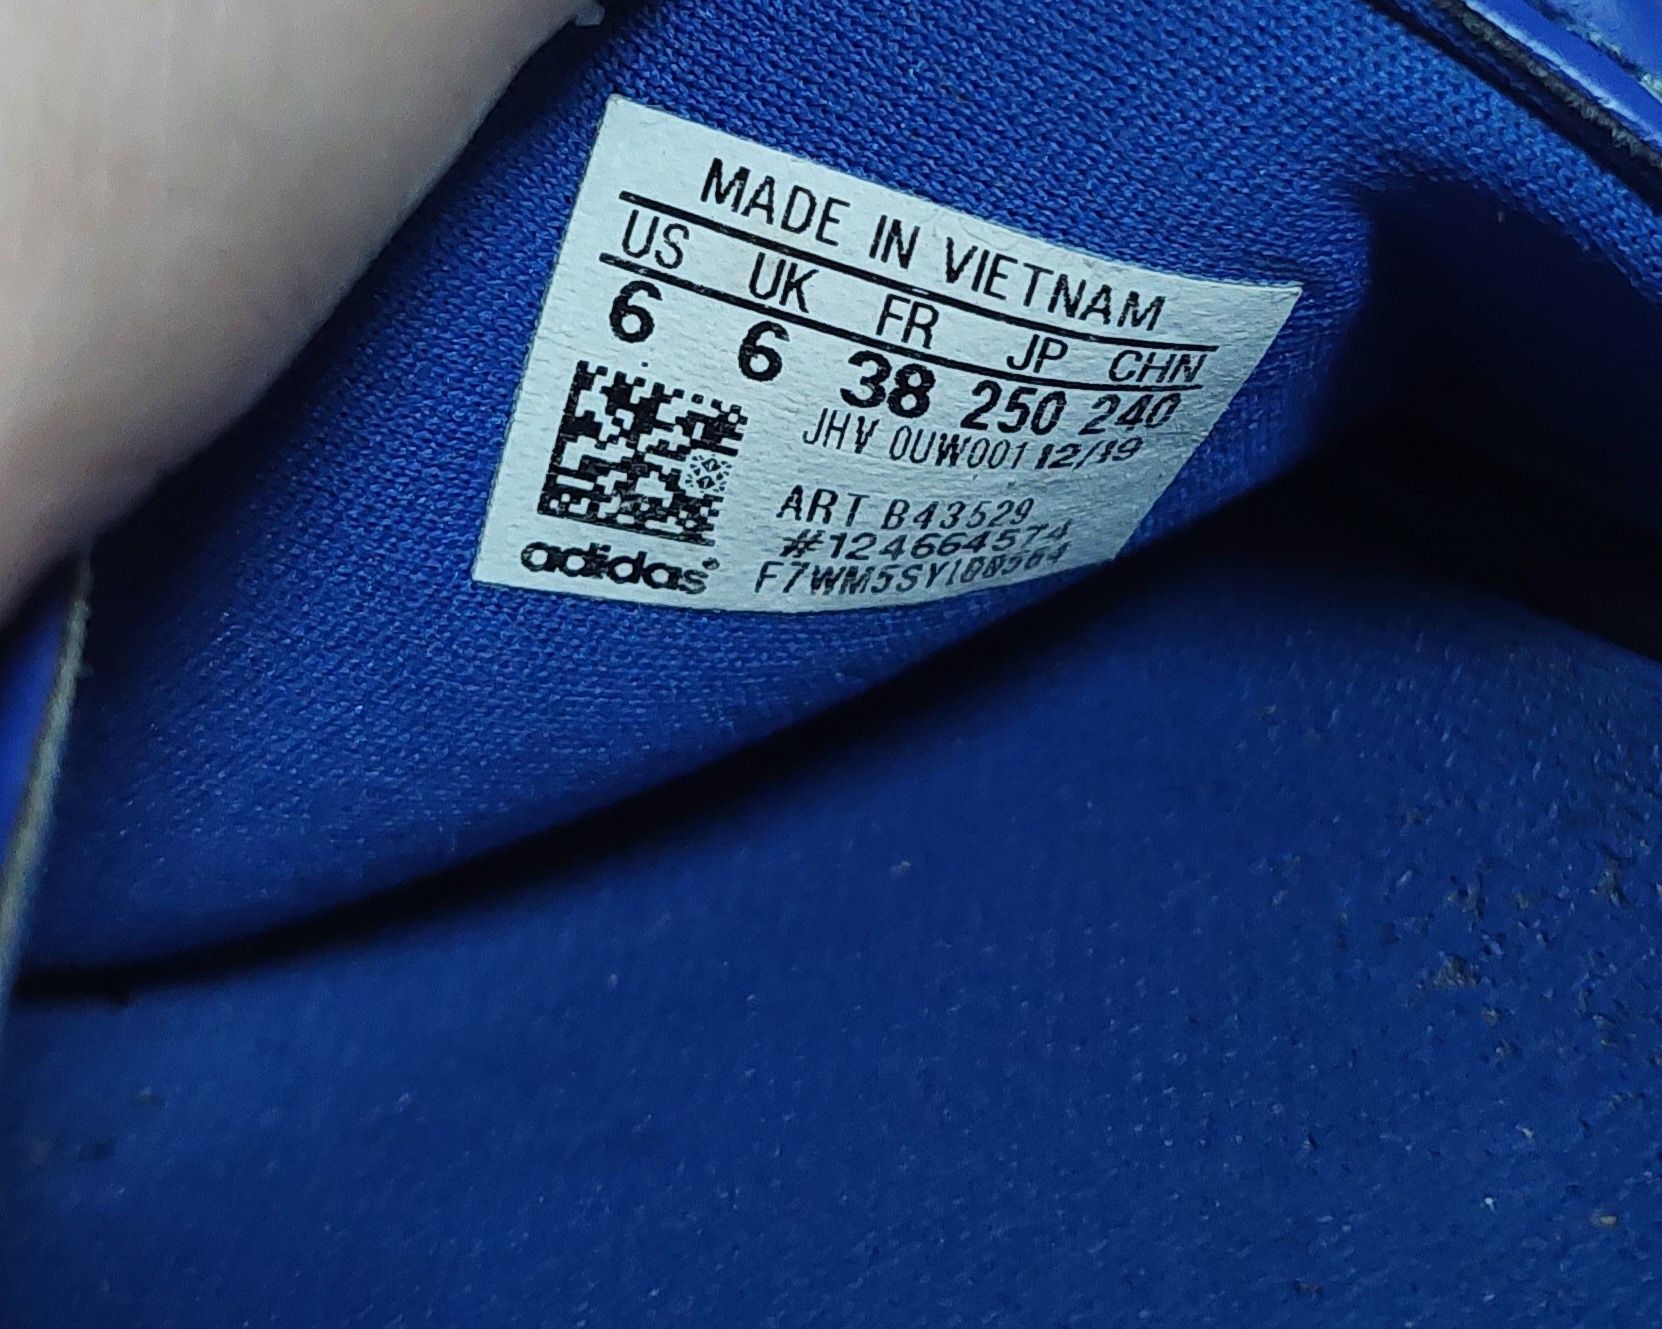 MADE IN VIETNAM
US UK FR JP CHN
6 6 38 250 240
JHV 0UW001 12/19
ART B43529
#124664574
F7WM5SY100564
adidas